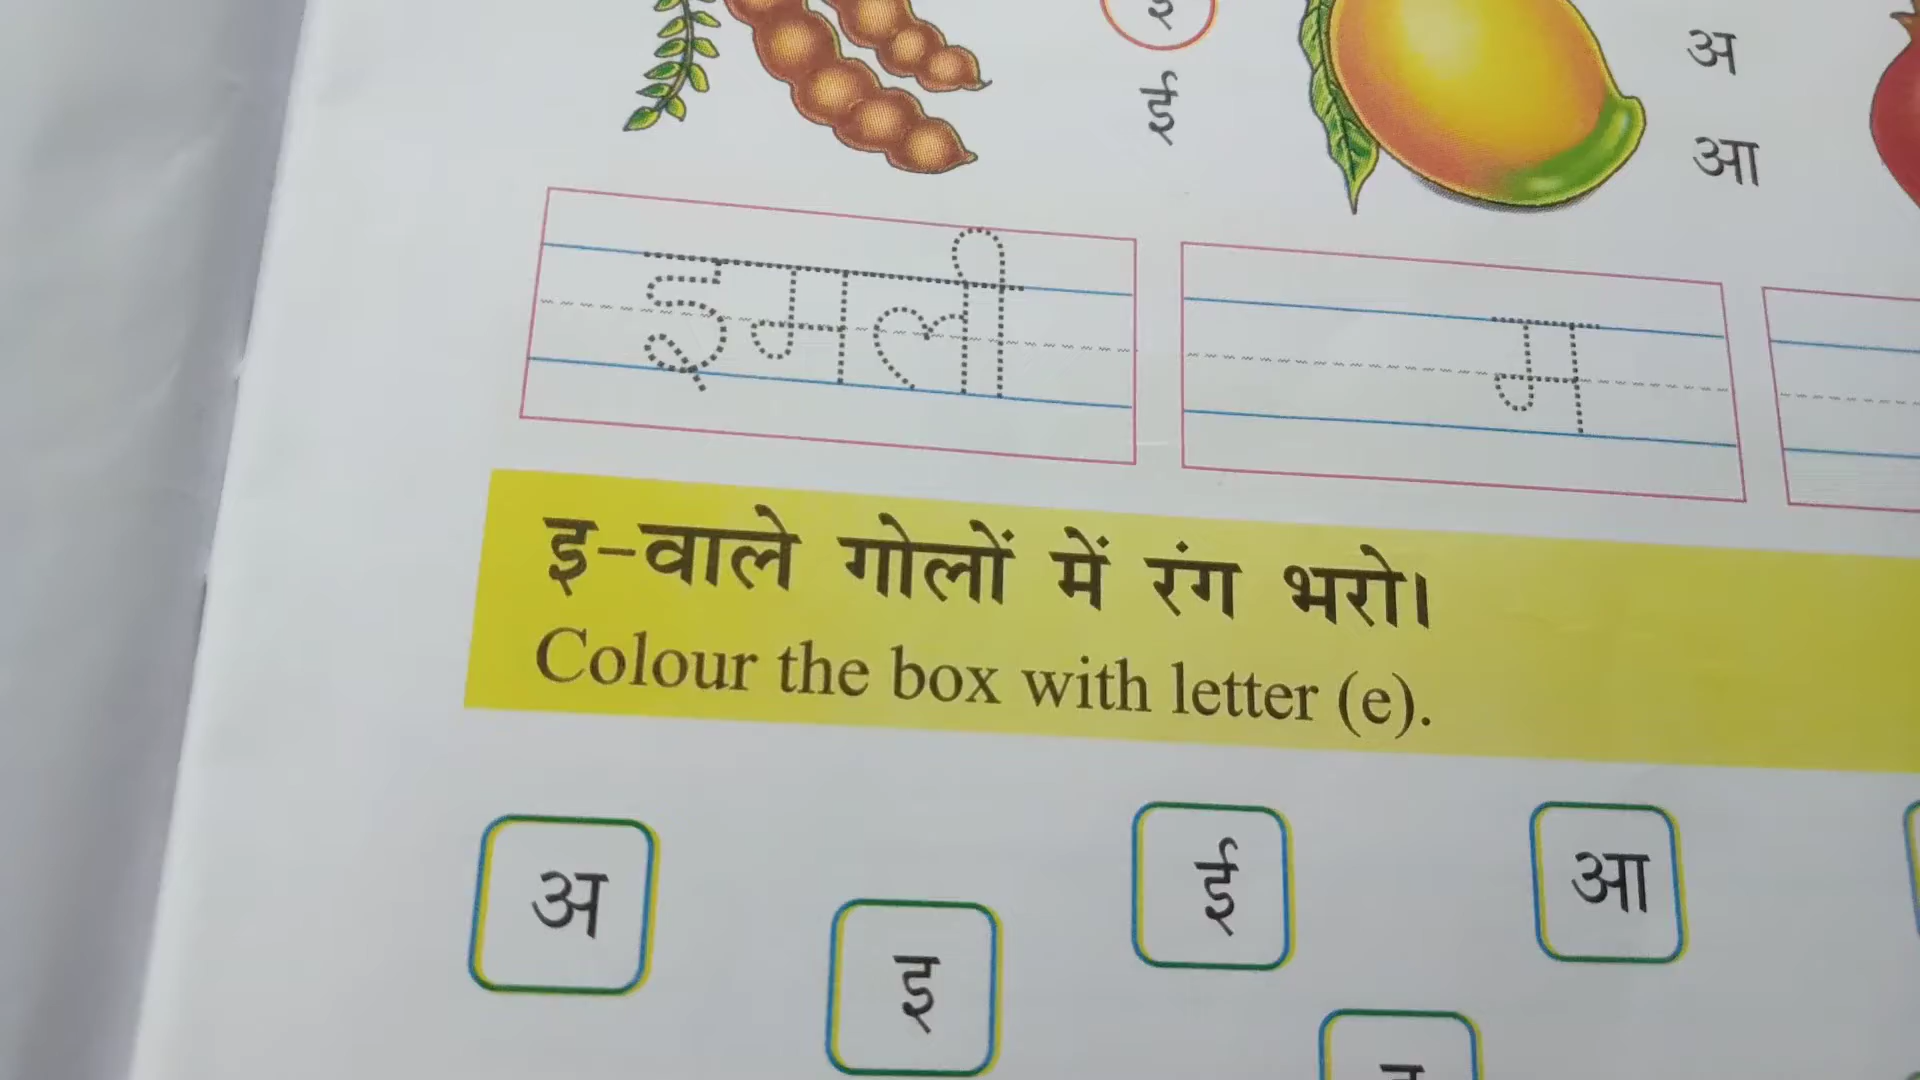 अ
ई
आ
इमली
म
इ-वाले गोलों में रंग भरो।
Colour the box with letter (e).
अ
इ
ई
आ